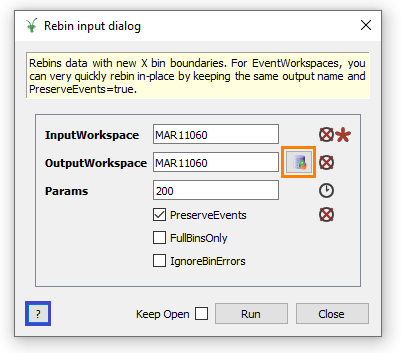 Rebin input dialog
Rebins data with new X bin boundaries. For EventWorkspaces, you
can very quickly rebin in-place by keeping the same output name and
PreserveEvents=true.
InputWorkspace MAR11060
OutputWorkspace MAR11060
Params 200
PreserveEvents
FullBinsOnly
IgnoreBinErrors
? Keep Open Run Close